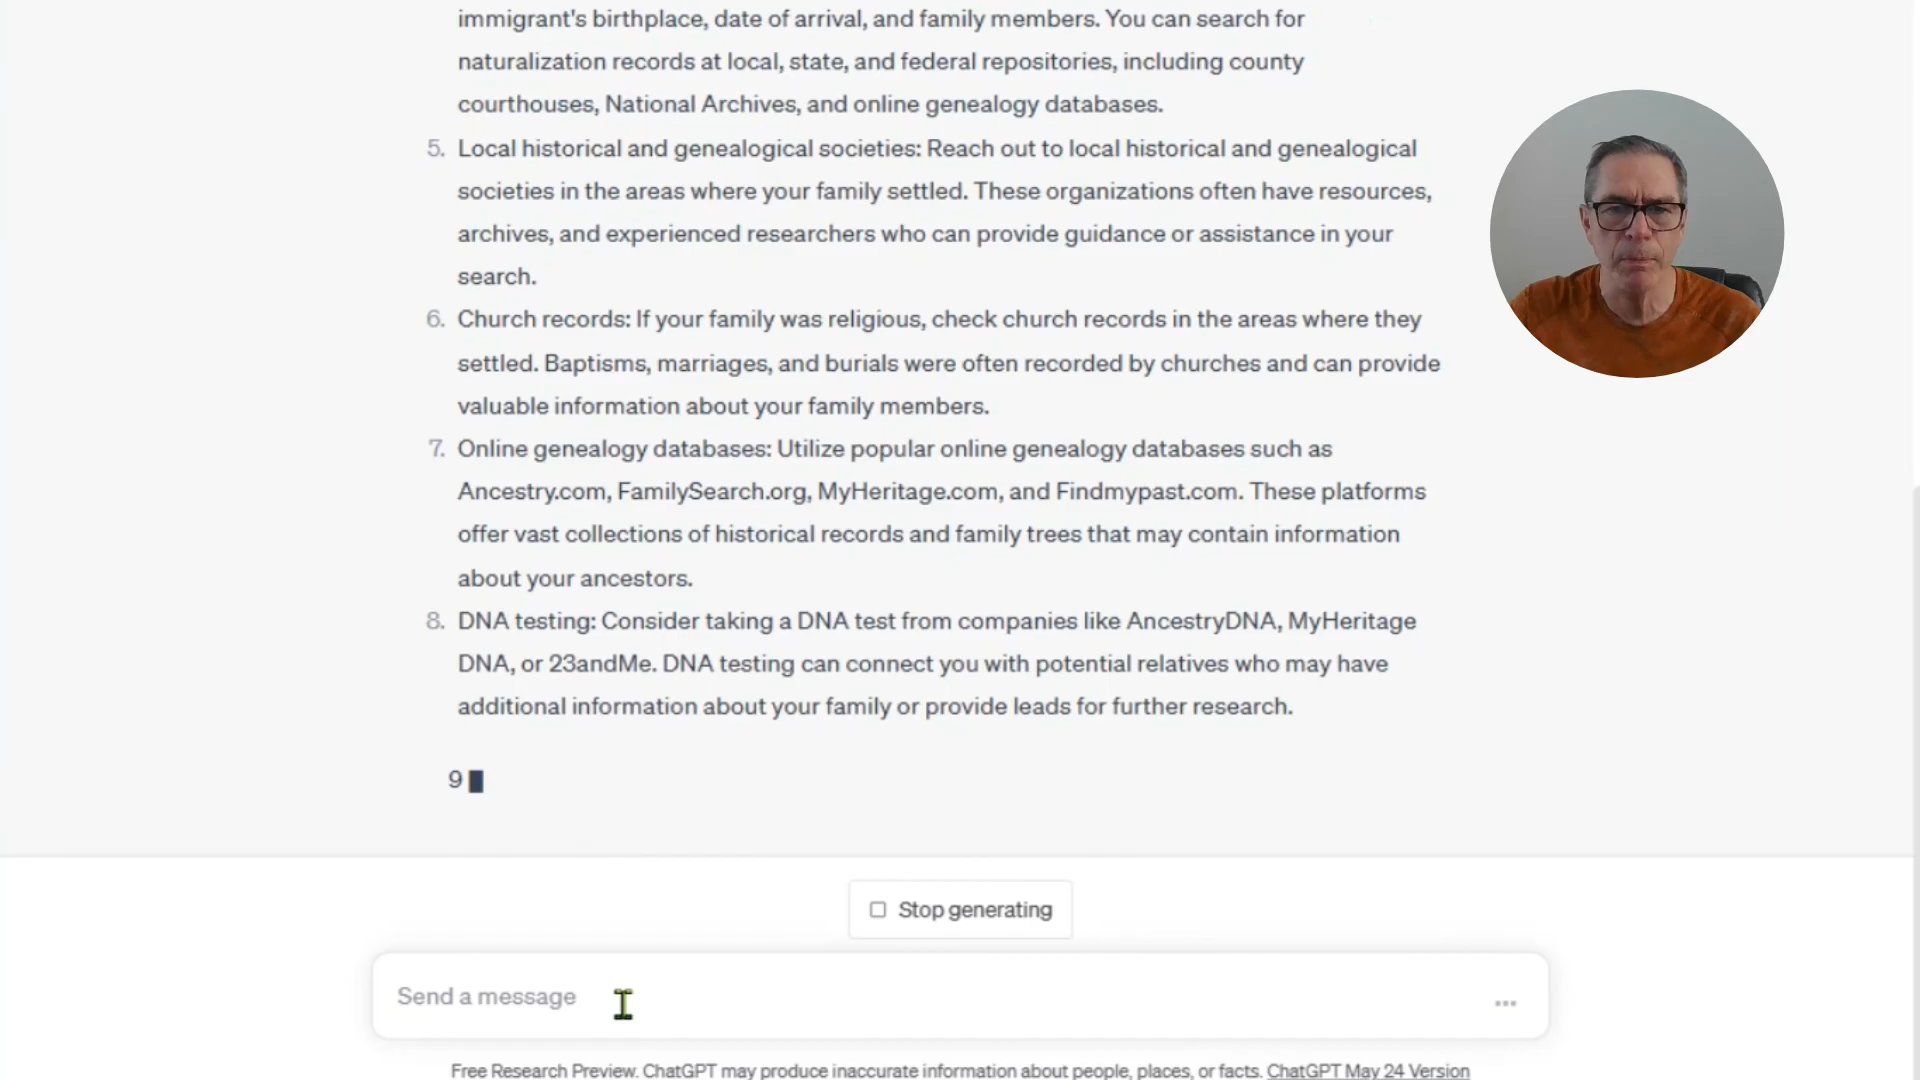 immigrant's birthplace, date of arrival, and family members. You can search for
naturalization records at local, state, and federal repositories, including county
courthouses, National Archives, and online genealogy databases.
5. Local historical and genealogical societies: Reach out to local historical and genealogical
societies in the areas where your family settled. These organizations often have resources,
archives, and experienced researchers who can provide guidance or assistance in your
search.
6. Church records: If your family was religious, check church records in the areas where they
settled. Baptisms, marriages, and burials were often recorded by churches and can provide
valuable information about your family members.
7. Online genealogy databases: Utilize popular online genealogy databases such as
Ancestry.com, FamilySearch.org, MyHeritage.com, and Findmypast.com. These platforms
offer vast collections of historical records and family trees that may contain information
about your ancestors.
8. DNA testing: Consider taking a DNA test from companies like AncestryDNA, MyHeritage
DNA, or 23andMe. DNA testing can connect you with potential relatives who may have
additional information about your family or provide leads for further research.
9
Stop generating
Send a message
Free Research Preview. ChatGPT may produce inaccurate information about people, places, or facts. ChatGPT May 24 Version